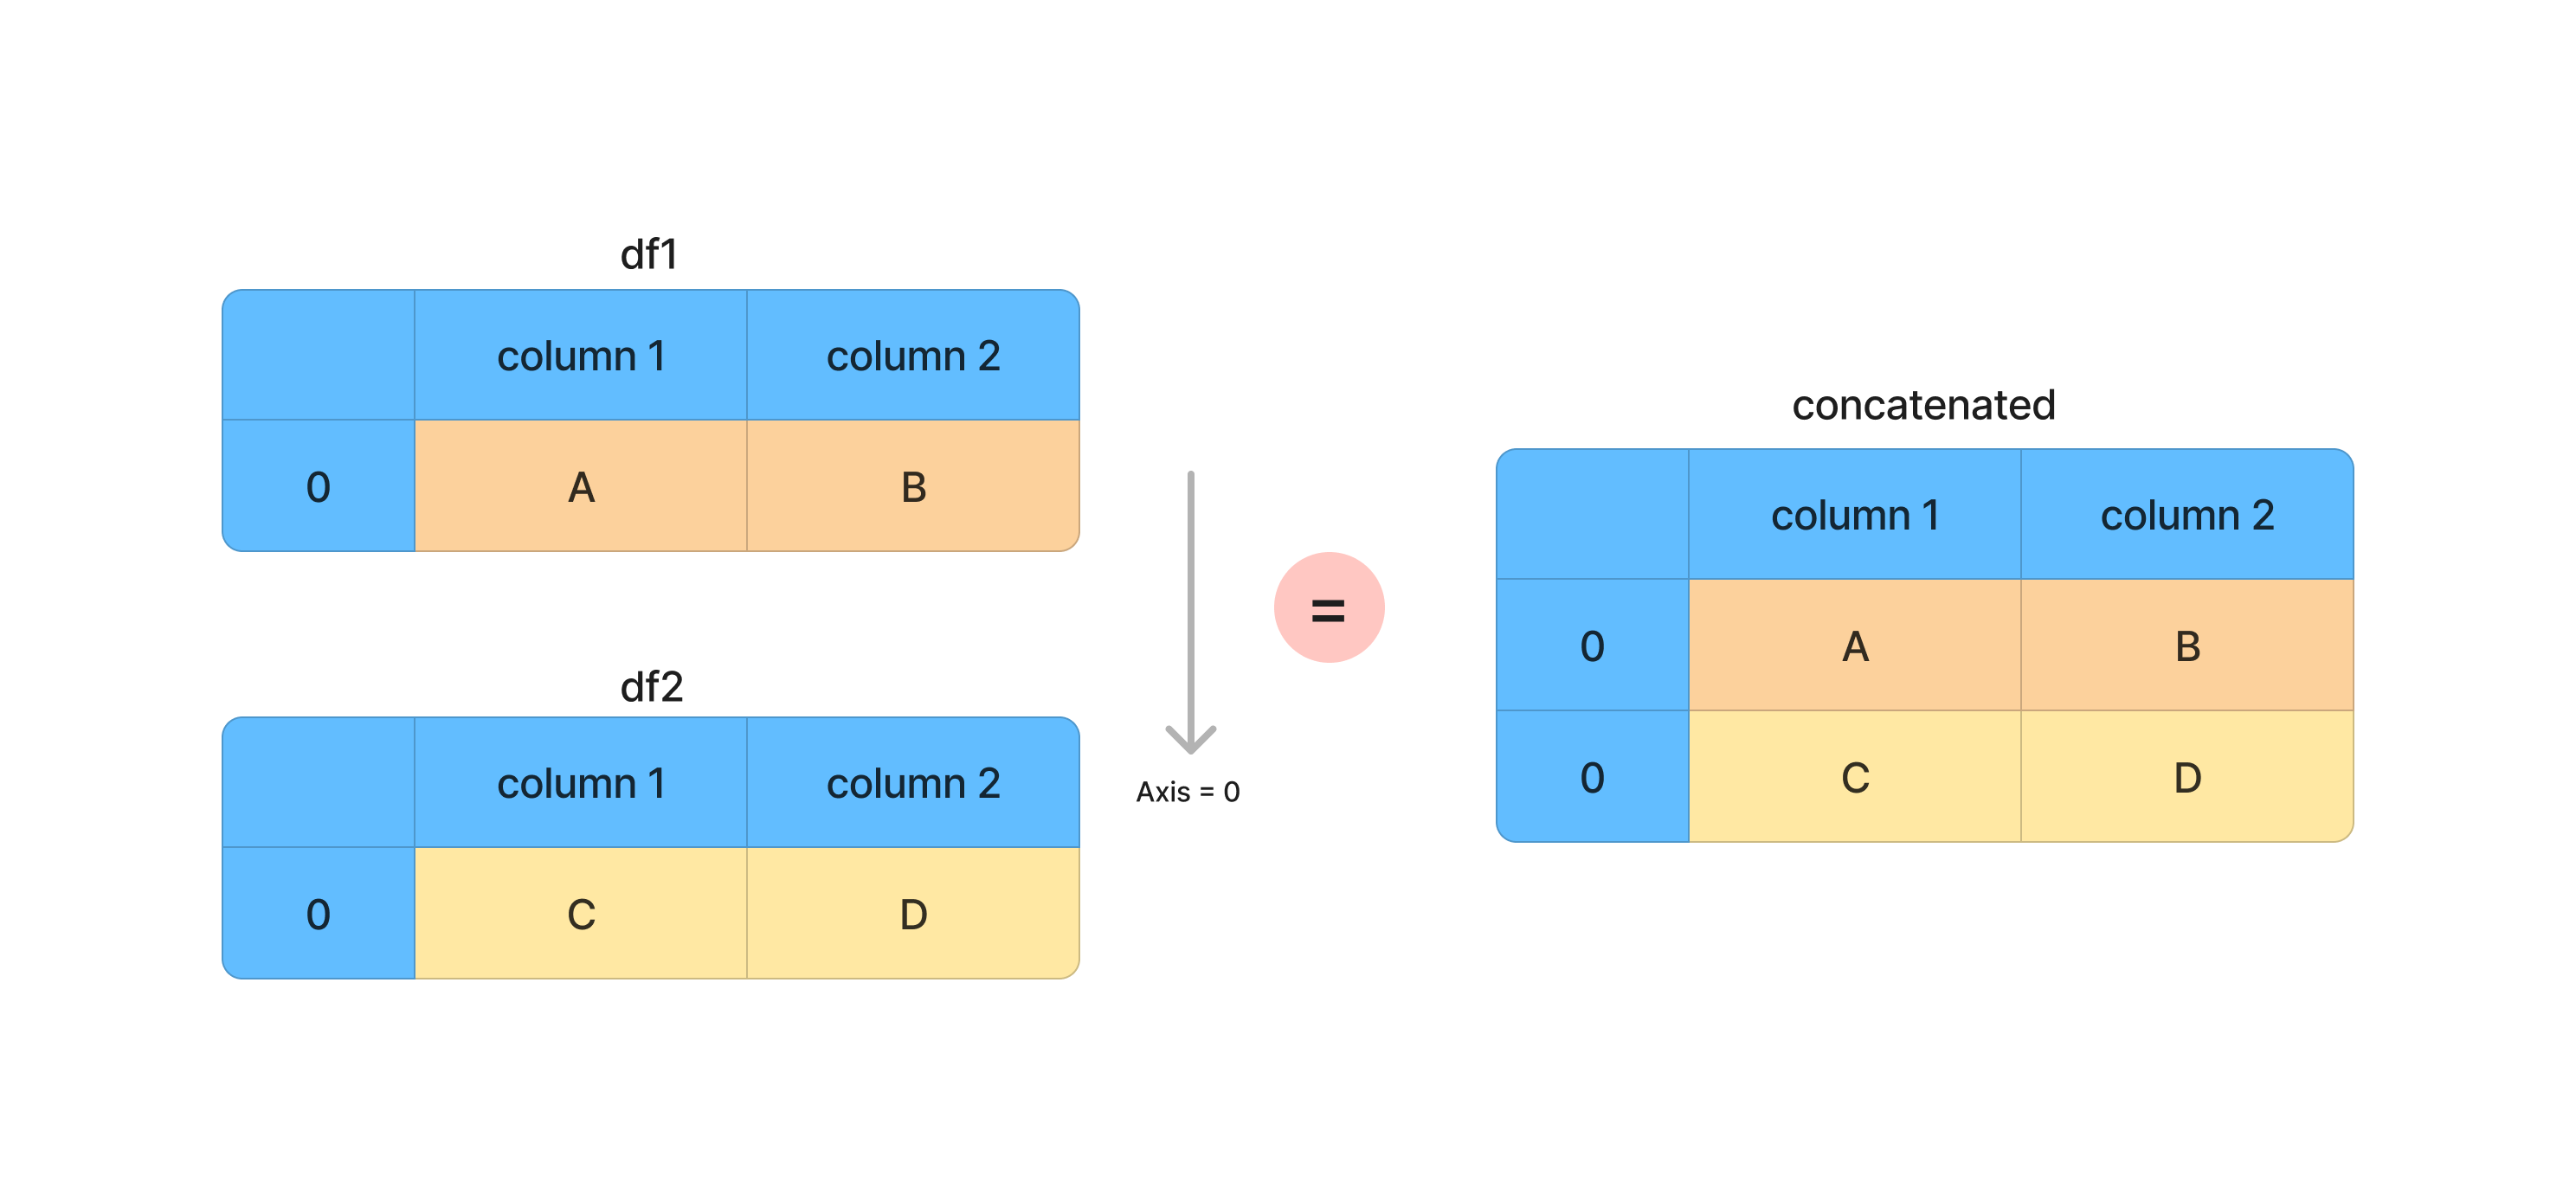 df1
column 1 column 2
0 A B
df2
column 1 column 2
0 C D
Axis = 0
=
concatenated
column 1 column 2
0 A B
0 C D